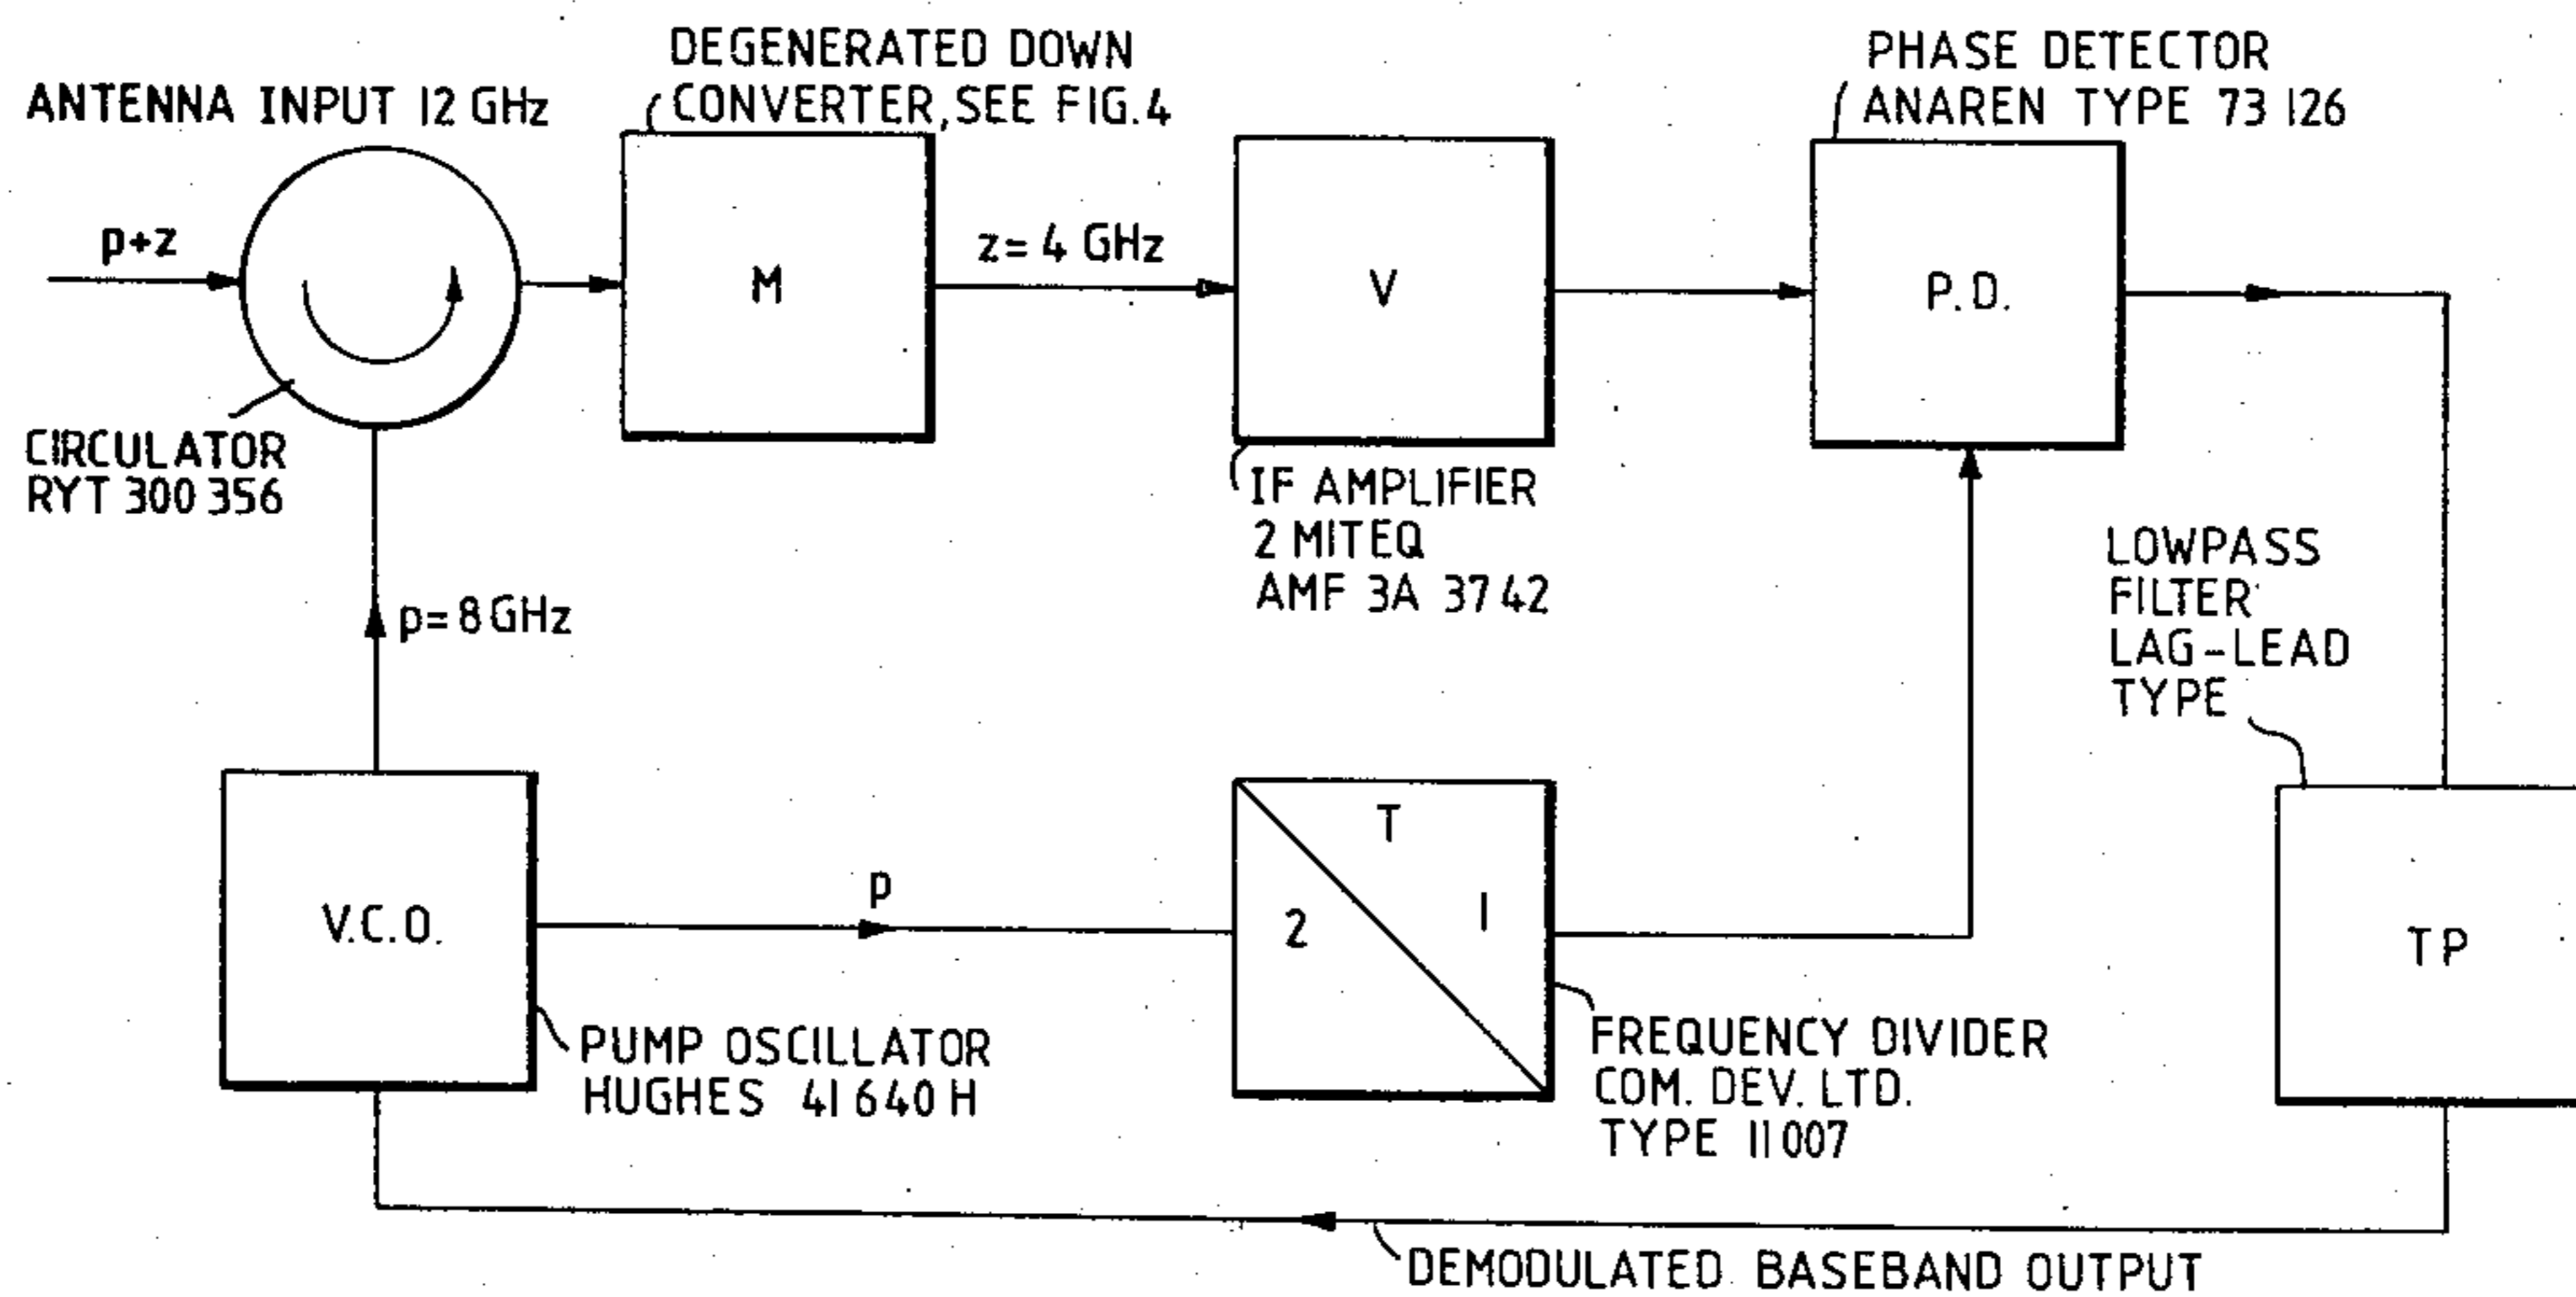 DEGENERATED DOWN
CONVERTER, SEE FIG. 4
PHASE DETECTOR
ANAREN TYPE 73 126
ANTENNA INPUT 12 GHz
p+z
M
z= 4 GHz
V
P.D.
CIRCULATOR
RYT 300 356
IF AMPLIFIER
2 MITEQ
AMF 3A 3742
p=8 GHz
LOWPASS
FILTER
LAG-LEAD
TYPE
V.C.O.
p
T
2
1
TP
PUMP OSCILLATOR
HUGHES 41 640 H
FREQUENCY DIVIDER
COM. DEV. LTD.
TYPE 11 007
DEMODULATED BASEBAND OUTPUT